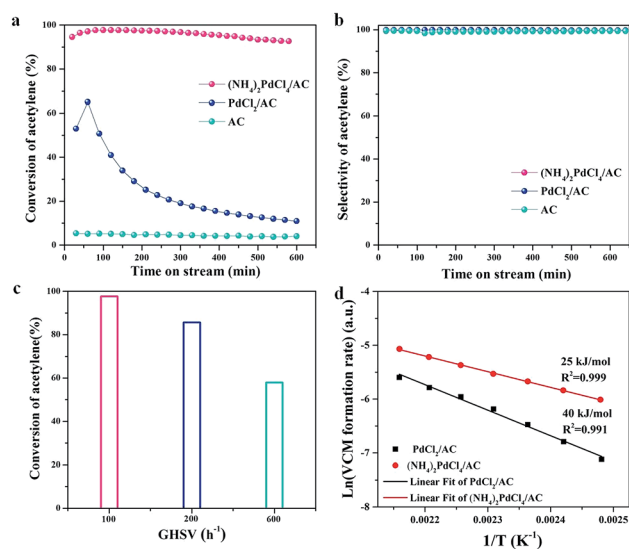 a
Conversion of acetylene (%)
100
80
60
40
20
0
(NH₄)₂PdCl₄/AC
PdCl₂/AC
AC
0 100 200 300 400 500 600 700
Time on stream (min)
b
Selectivity of acetylene (%)
100
80
60
40
20
0
(NH₄)₂PdCl₄/AC
PdCl₂/AC
AC
0 100 200 300 400 500 600 700
Time on stream (min)
c
Conversion of acetylene(%)
100
80
60
40
20
0
100 200 600
GHSV (h⁻¹)
d
Ln(VCM formation rate) (a.u.)
-4
-5
-6
-7
-8
25 kJ/mol
R²=0.999
40 kJ/mol
R²=0.991
PdCl₂/AC
(NH₄)₂PdCl₄/AC
Linear Fit of PdCl₂/AC
Linear Fit of (NH₄)₂PdCl₄/AC
0.0022 0.0023 0.0024 0.0025
1/T (K⁻¹)